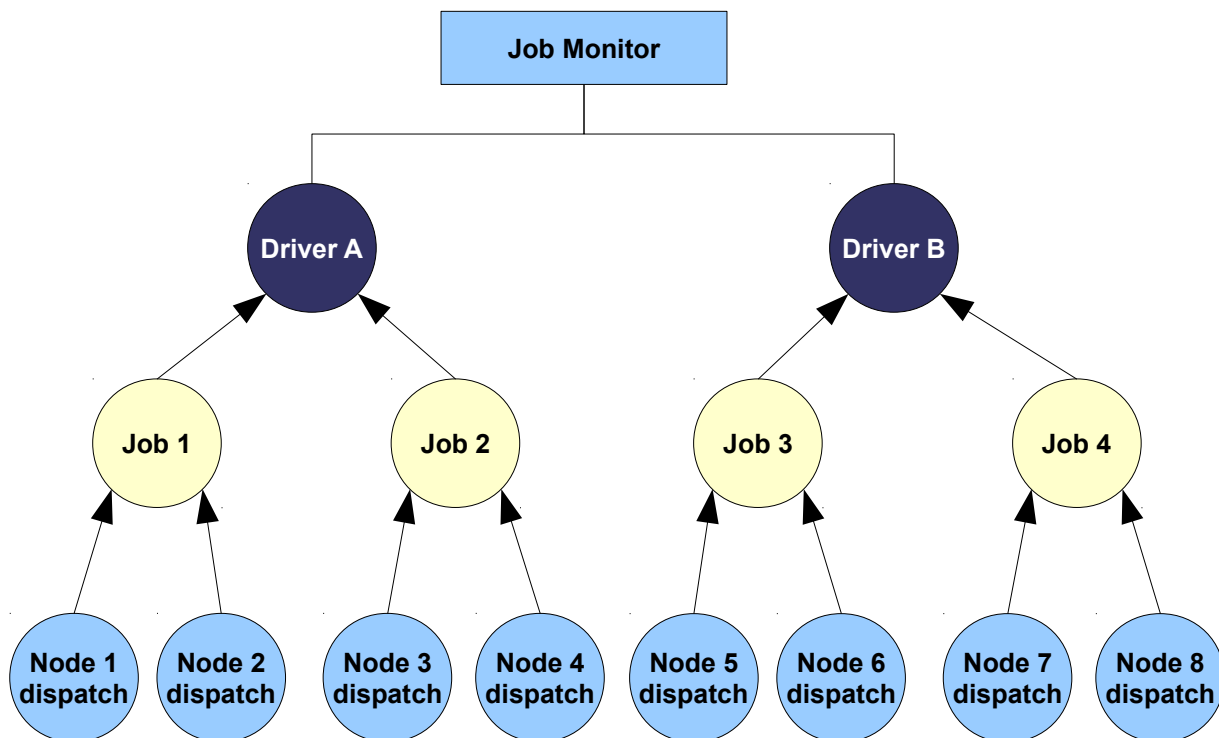 Job Monitor
Driver A
Driver B
Job 1
Job 2
Job 3
Job 4
Node 1
dispatch
Node 2
dispatch
Node 3
dispatch
Node 4
dispatch
Node 5
dispatch
Node 6
dispatch
Node 7
dispatch
Node 8
dispatch